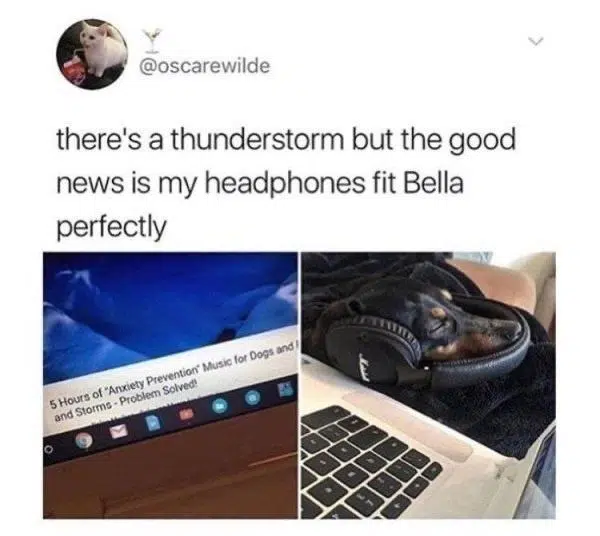 @oscarewilde
there's a thunderstorm but the good
news is my headphones fit Bella
perfectly
5 Hours of "Anxiety Prevention" Music for Dogs and
and Storms - Problem Solved!